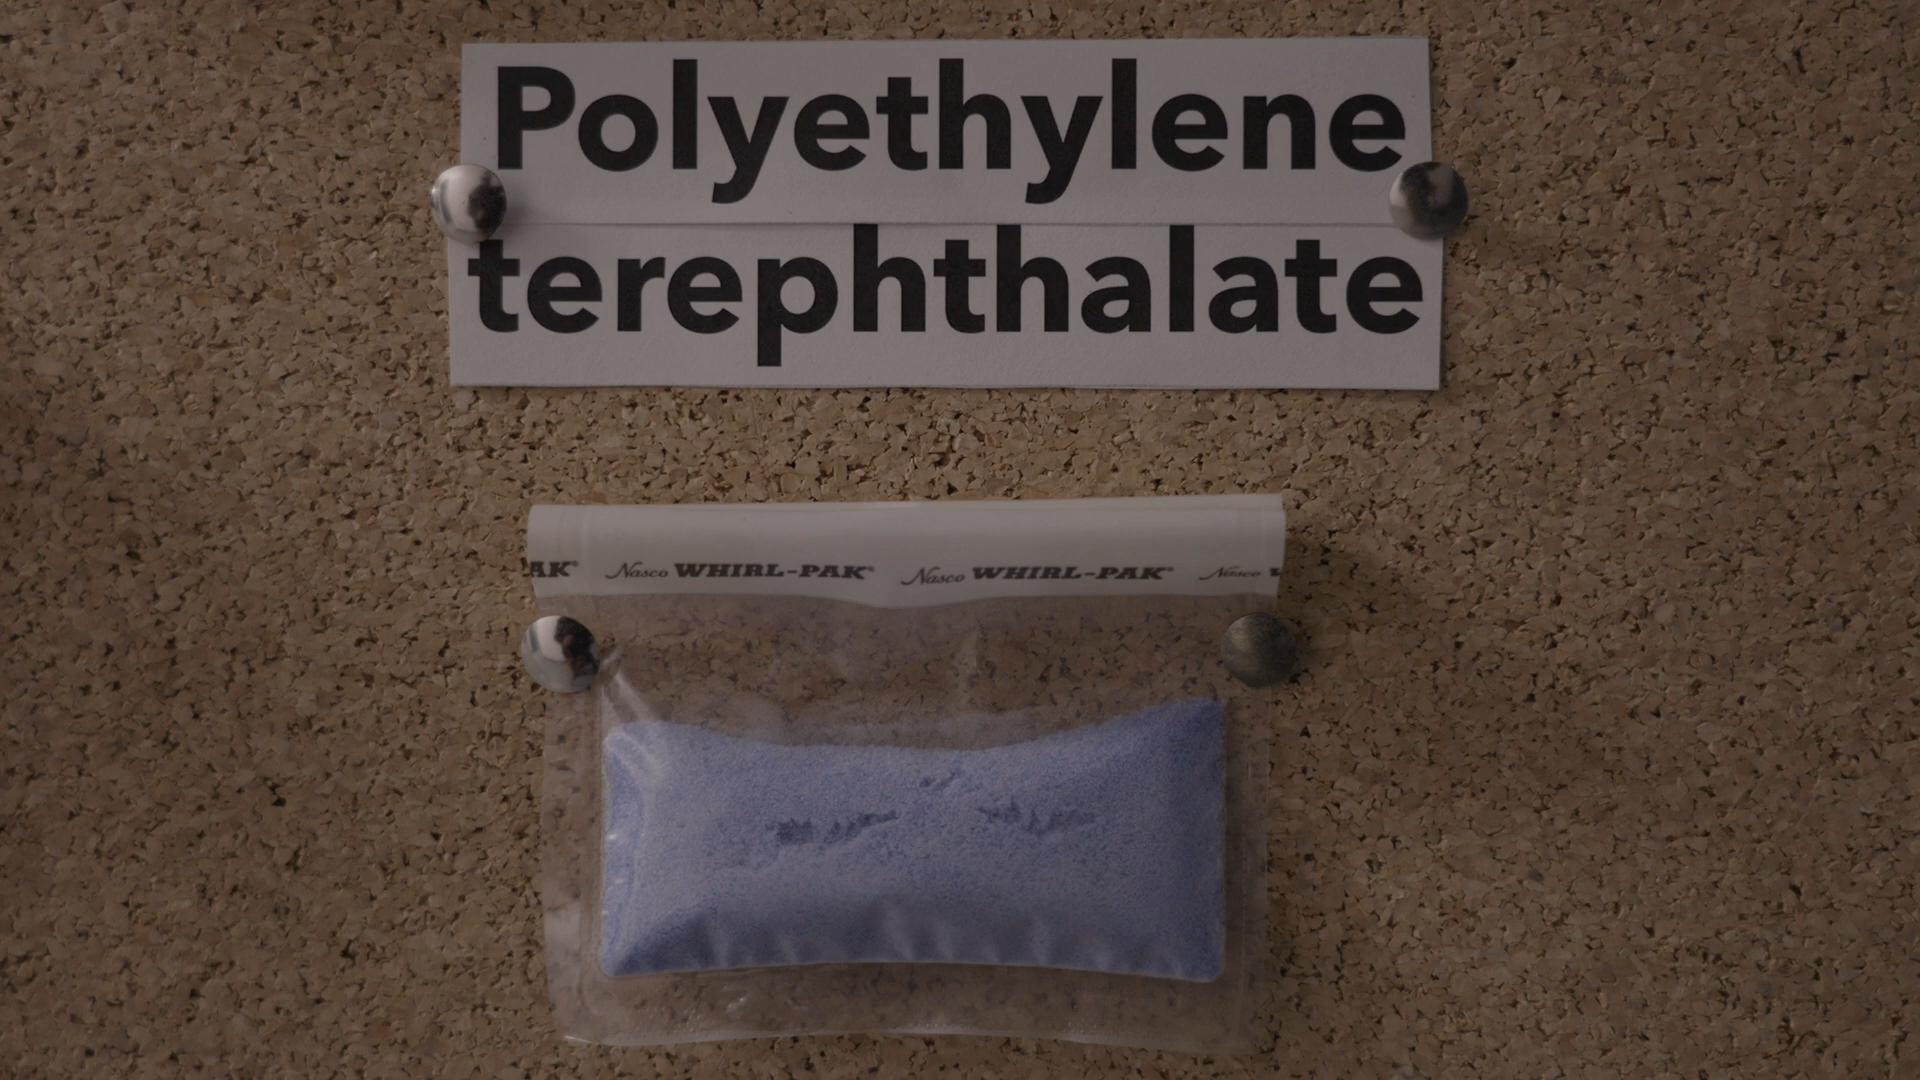 Polyethylene
terephthalate
AK® Nasco WHIRL-PAK® Nasco WHIRL-PAK® Nasco